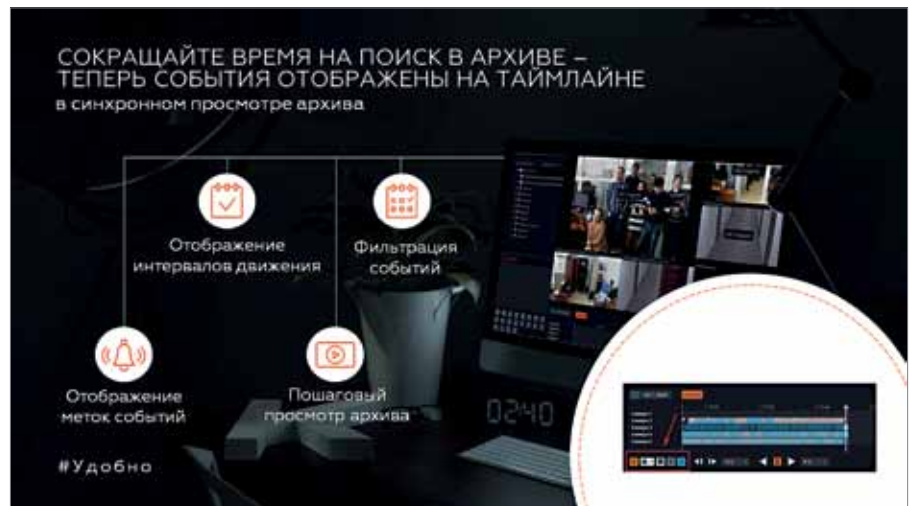 СОКРАЩАЙТЕ ВРЕМЯ НА ПОИСК В АРХИВЕ –
ТЕПЕРЬ СОБЫТИЯ ОТОБРАЖЕНЫ НА ТАЙМЛАЙНЕ
в синхронном просмотре архива
Отображение
интервалов движения
Фильтрация
событий
Отображение
меток событий
Пошаговый
просмотр архива
02:40
#Удобно